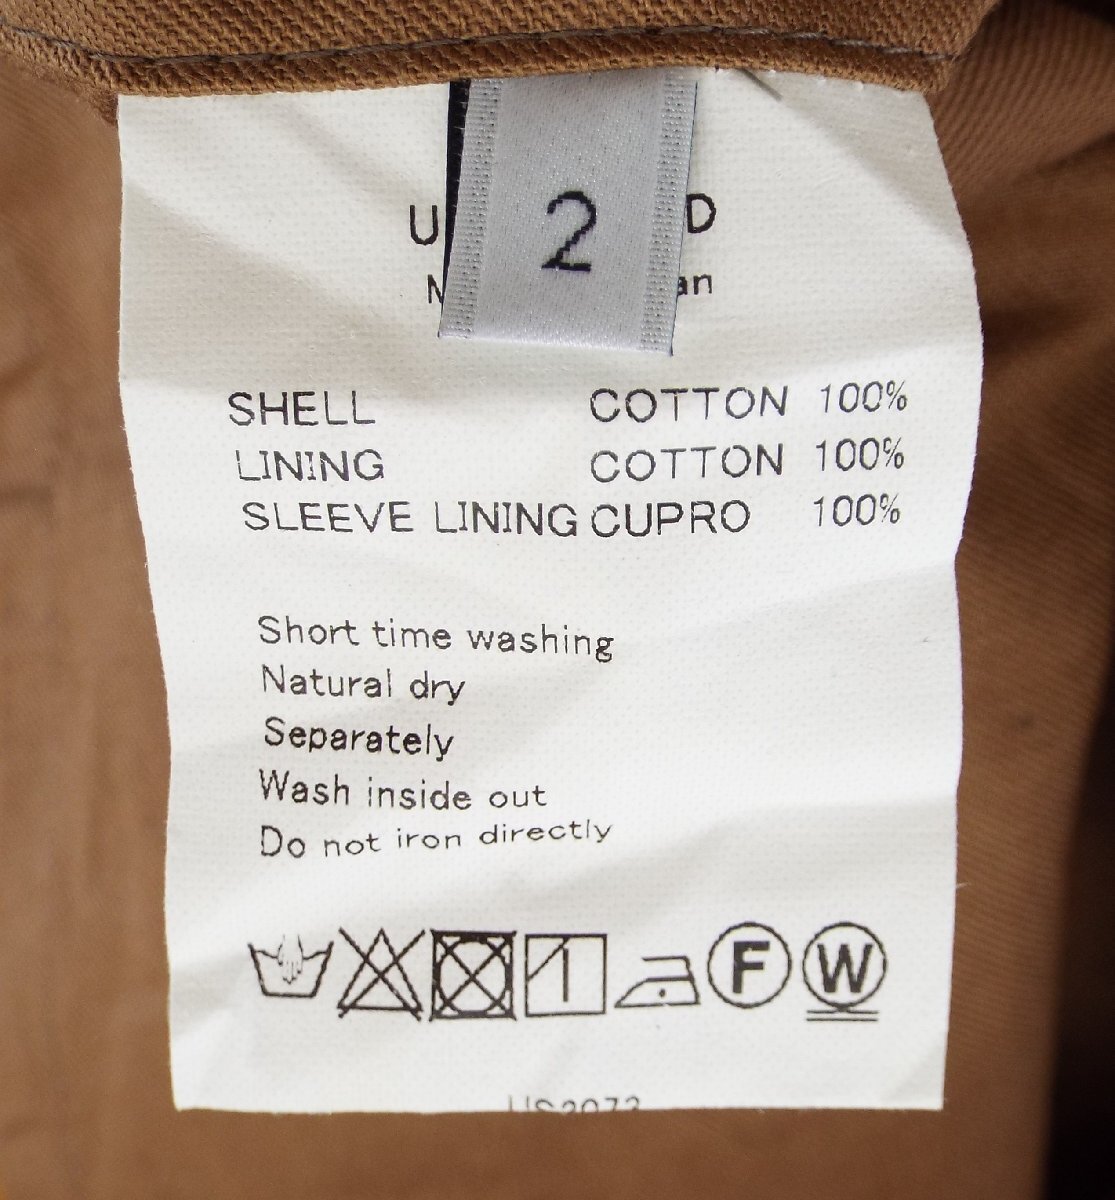 2
SHELL COTTON 100%
LINING COTTON 100%
SLEEVE LINING CUPRO 100%
Short time washing
Natural dry
Separately
Wash inside out
Do not iron directly
F W